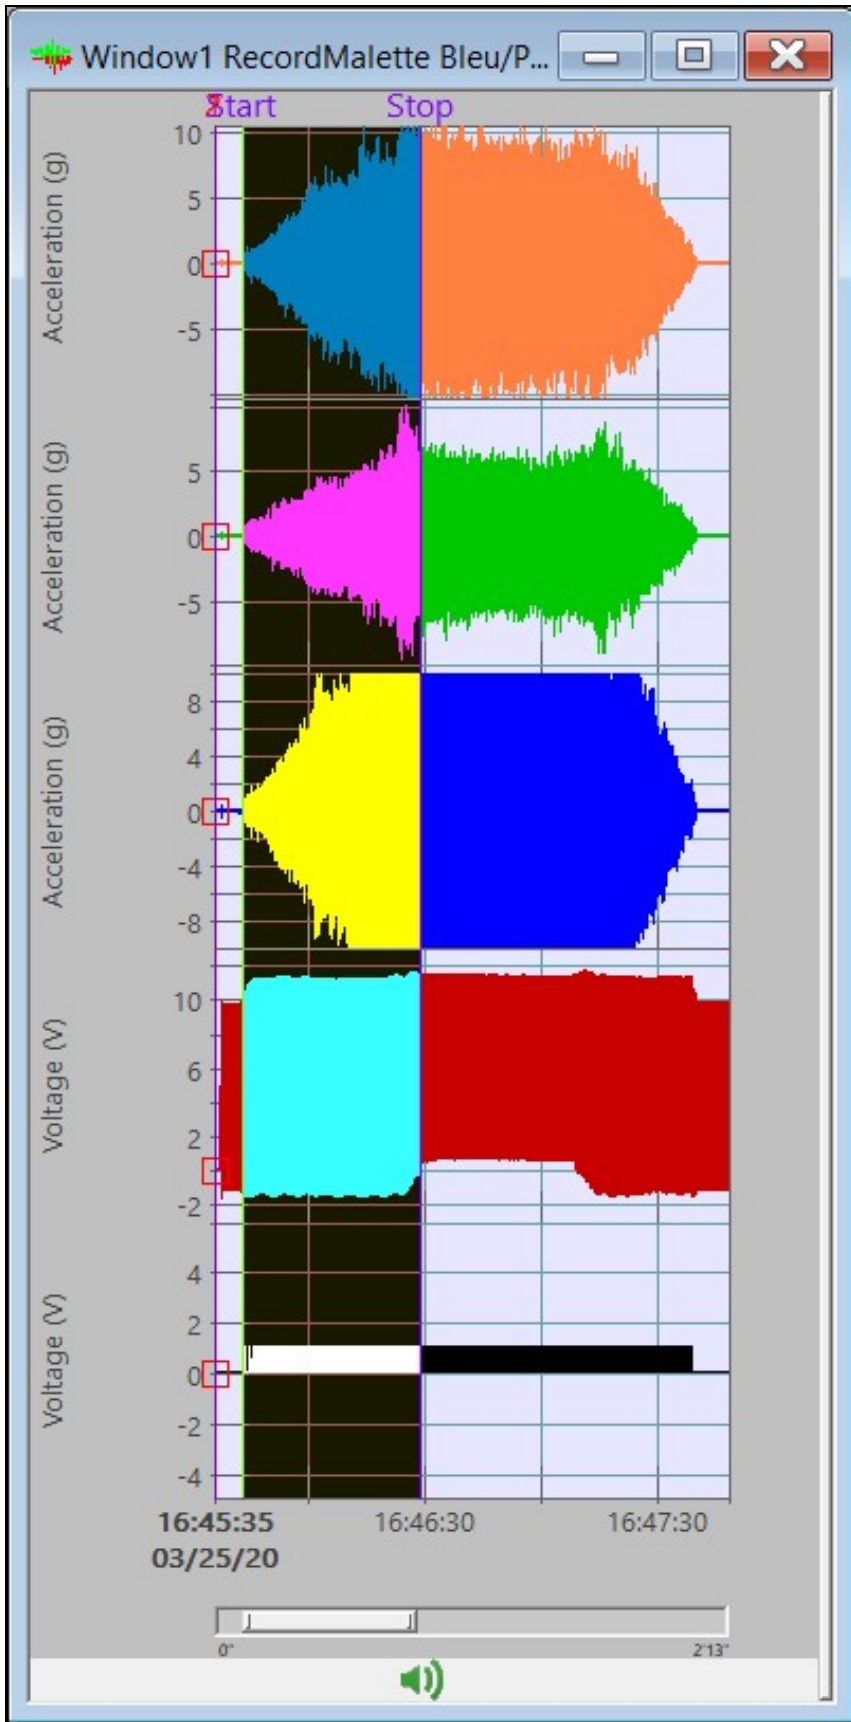 Window1 RecordMalette Bleu/P...
Start Stop
Acceleration (g)
10
5
0
-5
Acceleration (g)
5
0
-5
Acceleration (g)
8
4
0
-4
-8
Voltage (V)
10
6
2
-2
Voltage (V)
4
2
0
-2
-4
16:45:35 16:46:30 16:47:30
03/25/20
0" 2'13"